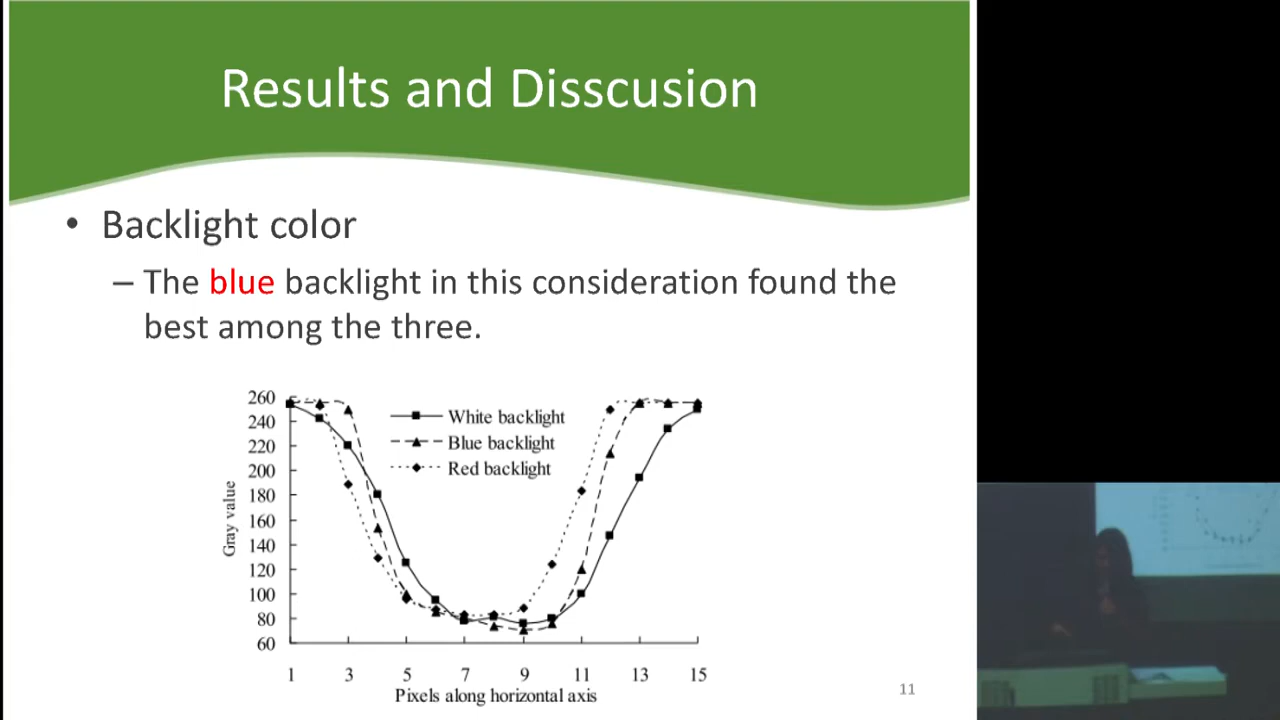 Results and Disscusion
• Backlight color
– The blue backlight in this consideration found the
best among the three.
260
240
220
200
180
160
140
120
100
80
60
Gray value
White backlight
Blue backlight
Red backlight
1 3 5 7 9 11 13 15
Pixels along horizontal axis
11